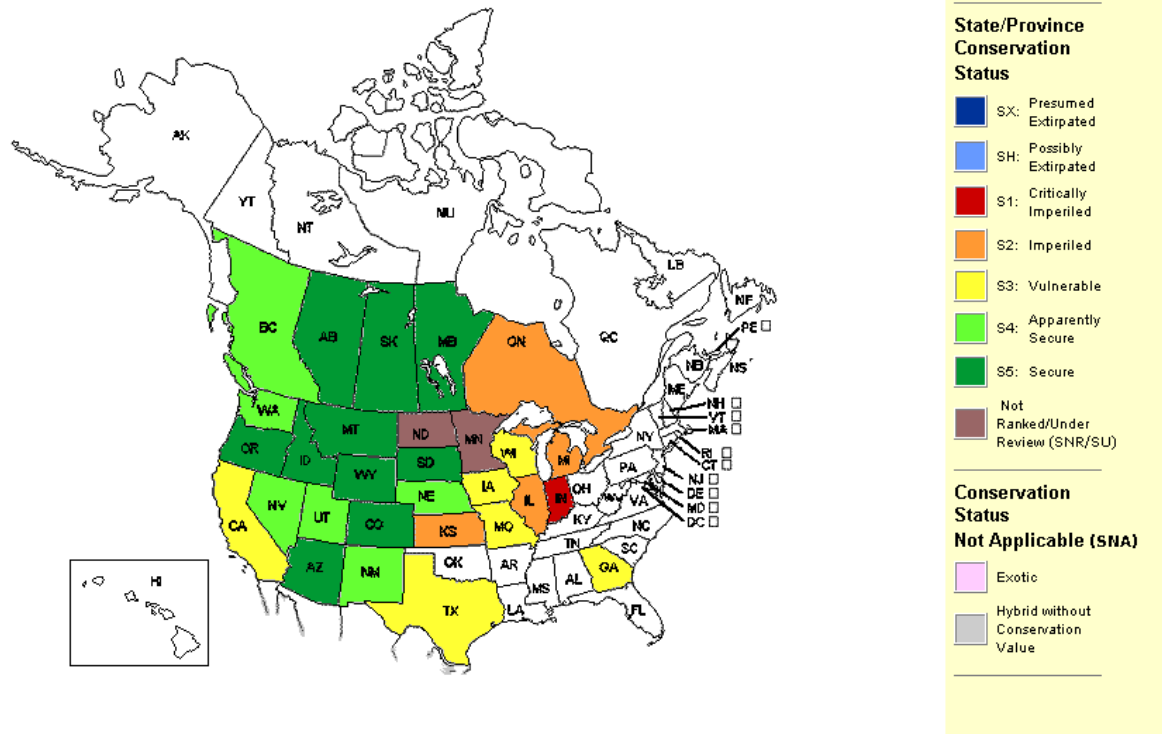 AK
YT
NT
NU
LB
NF
PE
BC
AB
SK
MB
ON
QC
NB
NS
ME
NH
VT
MA
WA
MT
ND
MN
WI
MI
NY
RI
CT
OR
ID
WY
SD
IA
PA
NJ
DE
MD
DC
CA
NV
UT
CO
NE
KS
MO
IL
IN
OH
WV
VA
KY
NC
TN
SC
AZ
NM
OK
AR
MS
AL
GA
TX
LA
FL
HI
State/Province
Conservation
Status
SX: Presumed
Extirpated
SH: Possibly
Extirpated
S1: Critically
Imperiled
S2: Imperiled
S3: Vulnerable
S4: Apparently
Secure
S5: Secure
Not
Ranked/Under
Review (SNR/SU)
Conservation
Status
Not Applicable (SNA)
Exotic
Hybrid without
Conservation
Value